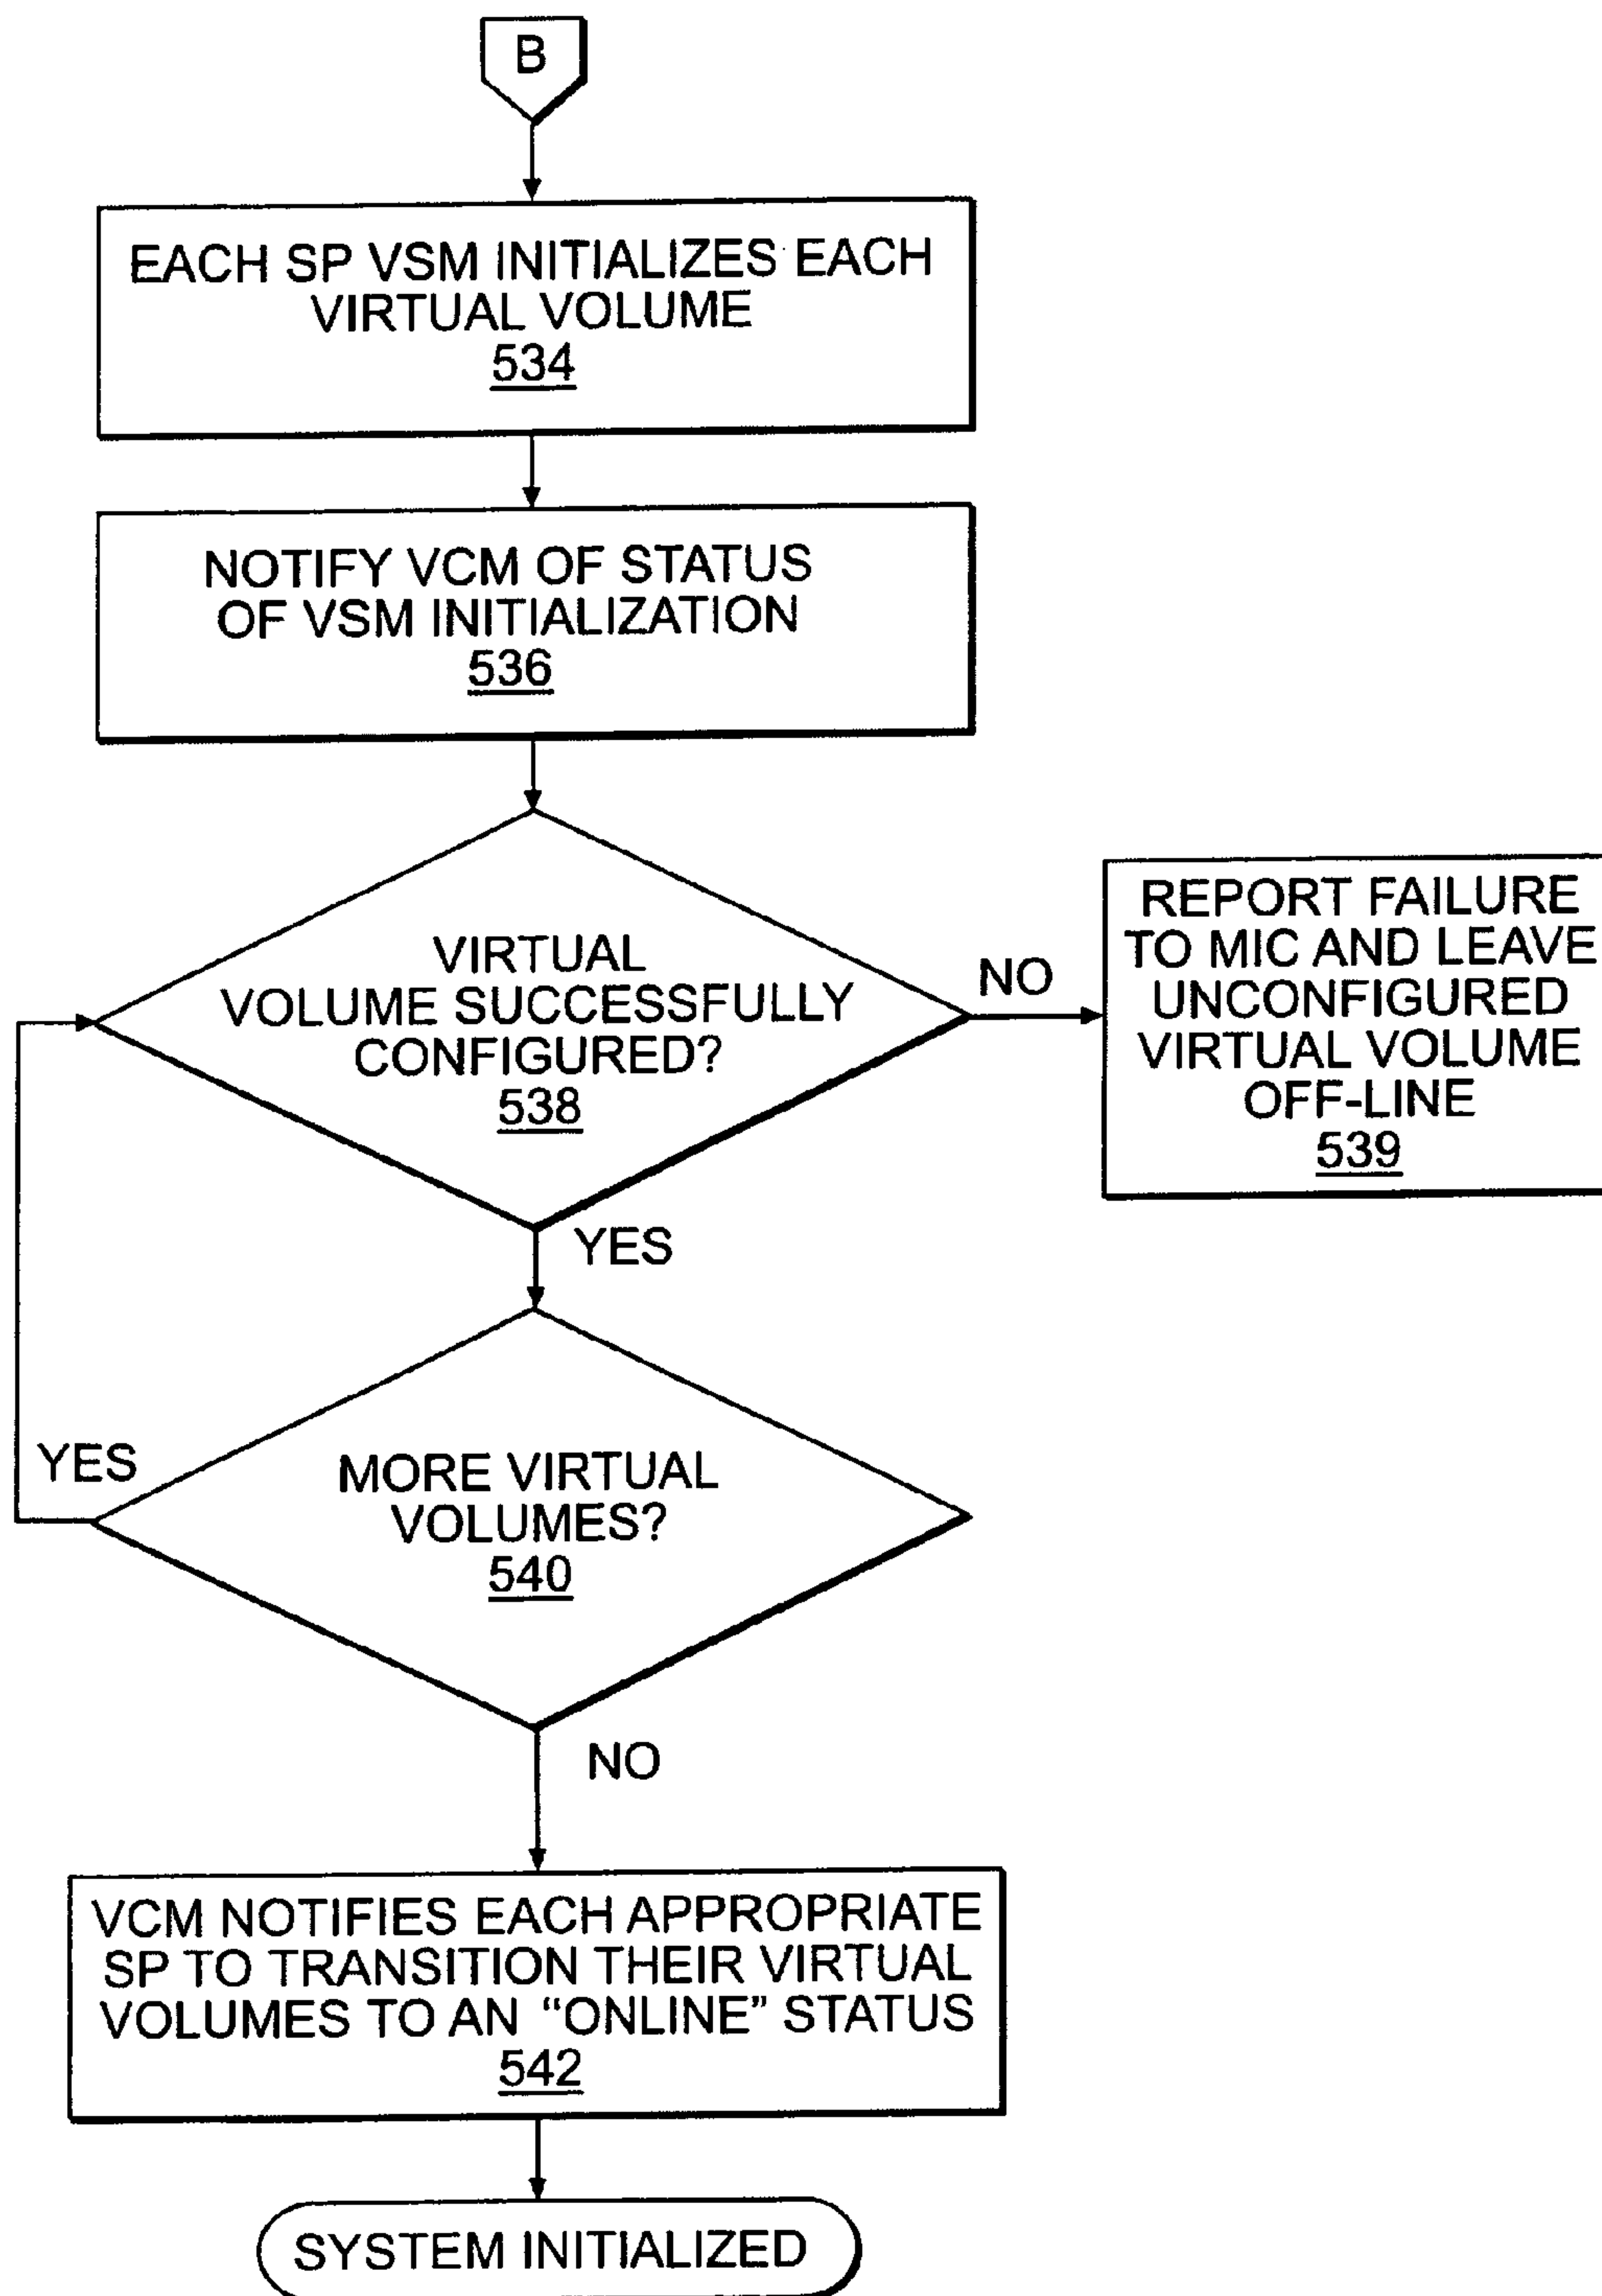 B
EACH SP VSM INITIALIZES EACH
VIRTUAL VOLUME
534
NOTIFY VCM OF STATUS
OF VSM INITIALIZATION
536
VIRTUAL
VOLUME SUCCESSFULLY
CONFIGURED?
538
NO
REPORT FAILURE
TO MIC AND LEAVE
UNCONFIGURED
VIRTUAL VOLUME
OFF-LINE
539
YES
YES
MORE VIRTUAL
VOLUMES?
540
NO
VCM NOTIFIES EACH APPROPRIATE
SP TO TRANSITION THEIR VIRTUAL
VOLUMES TO AN “ONLINE” STATUS
542
SYSTEM INITIALIZED